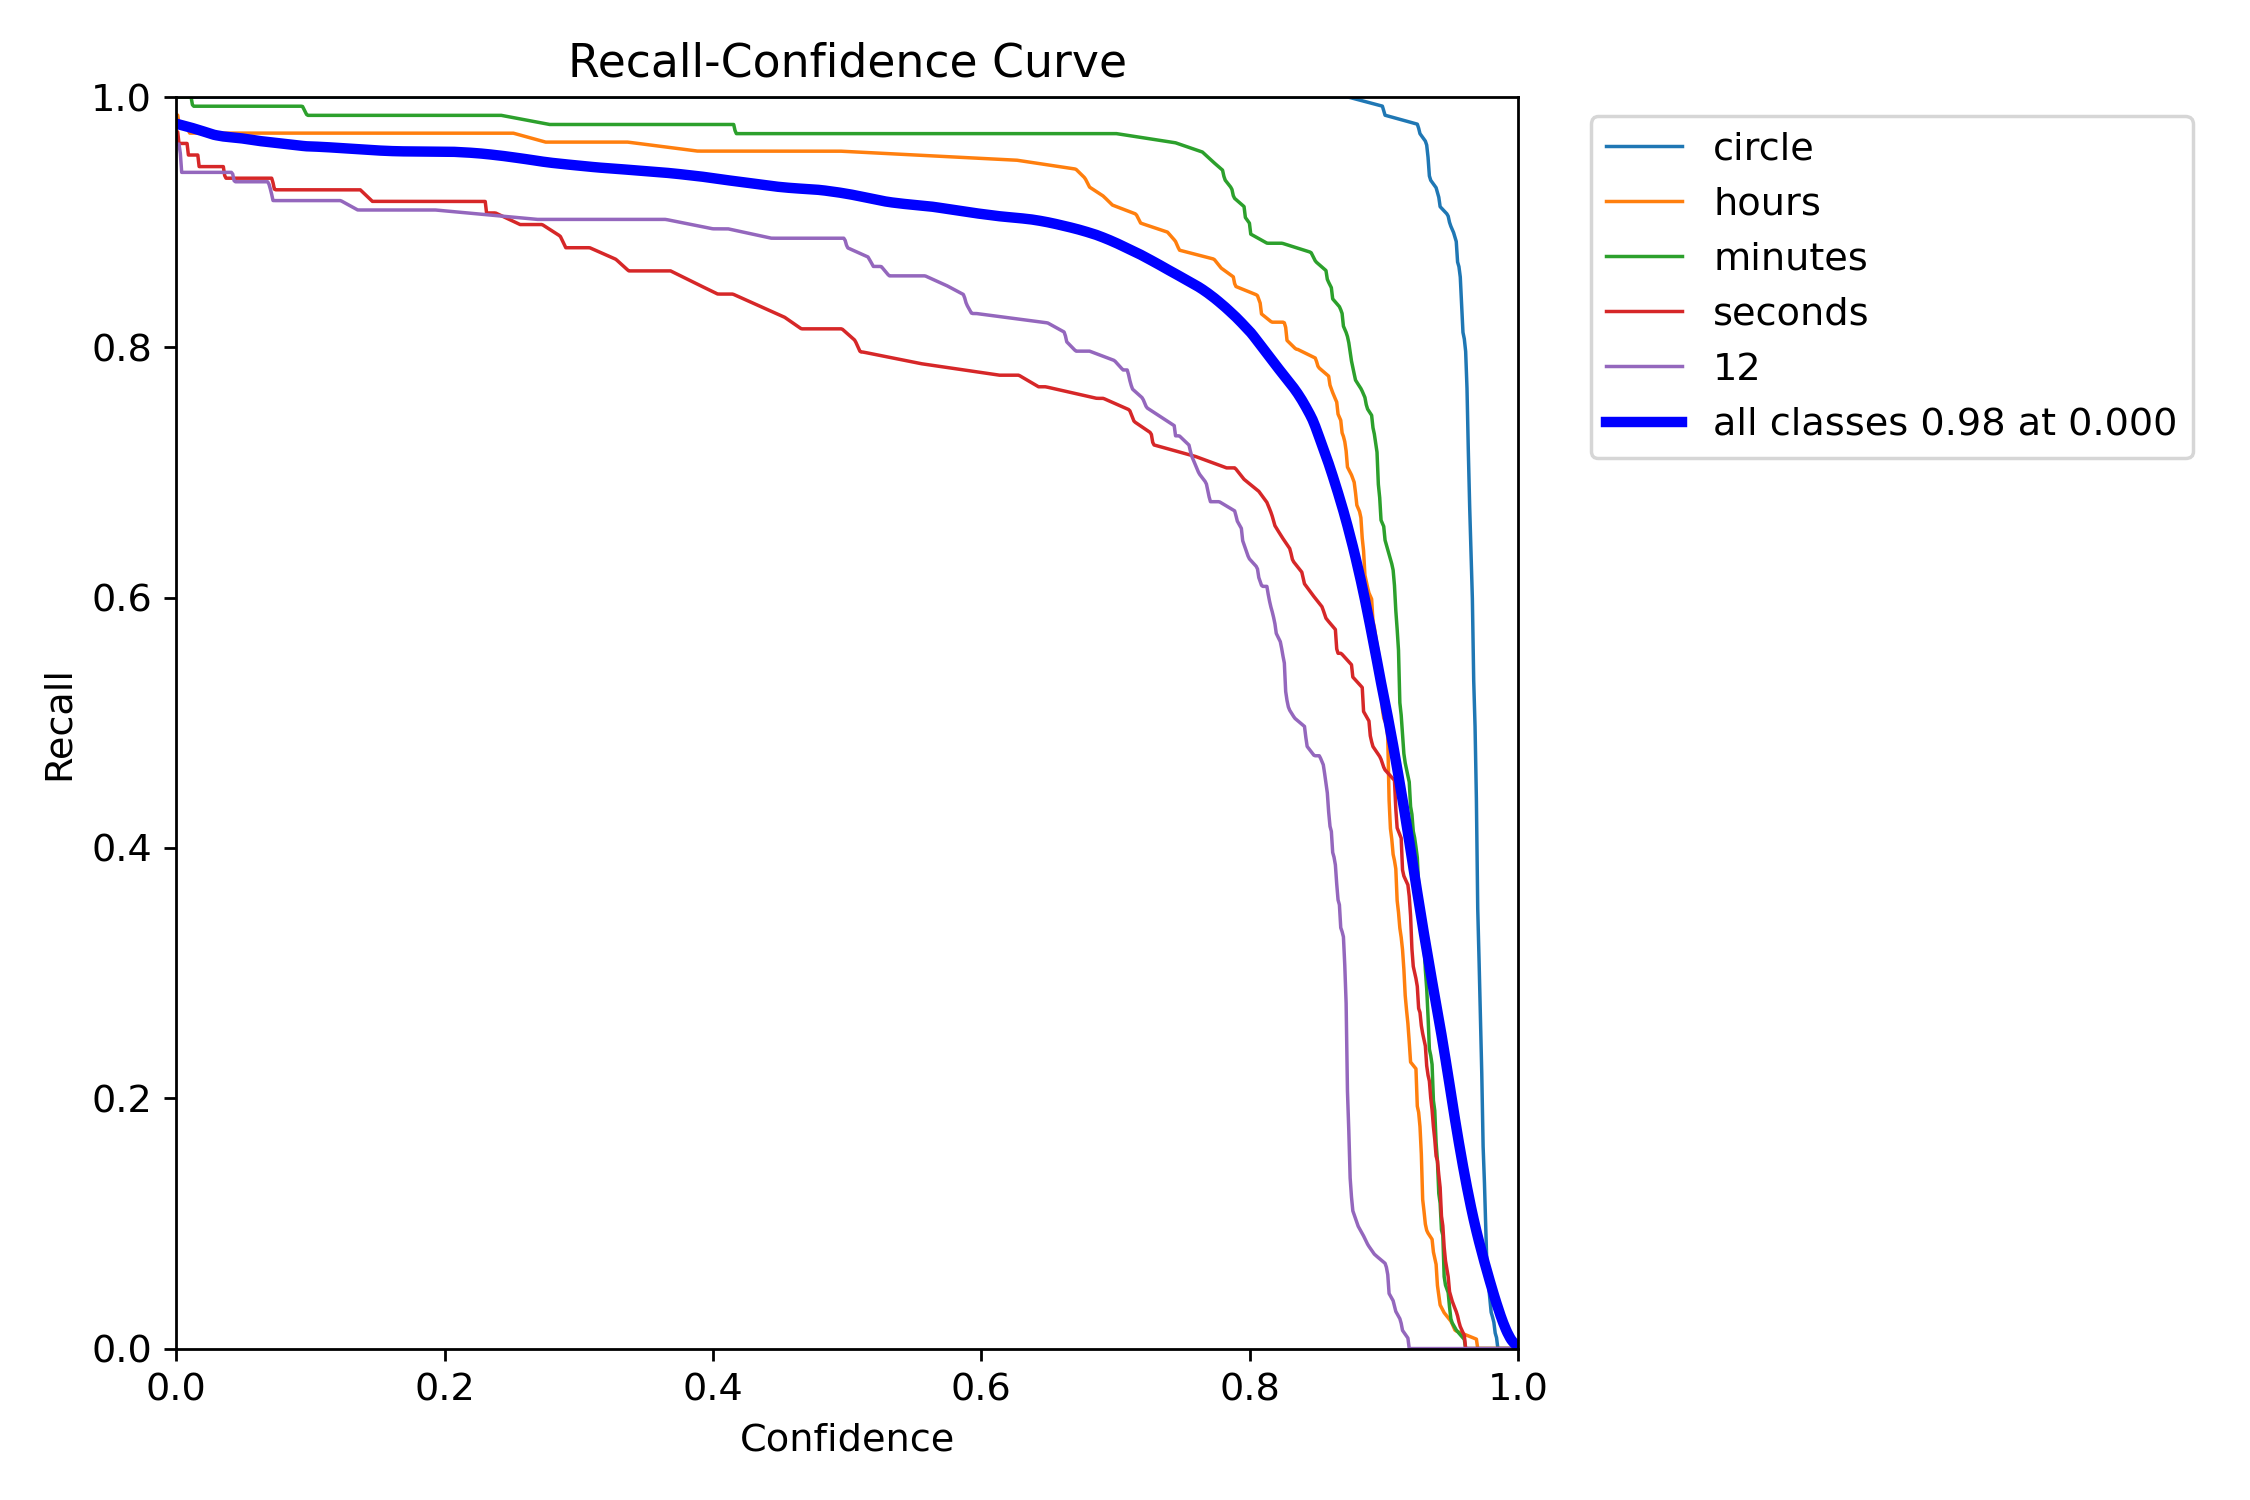 Recall-Confidence Curve
1.0
0.8
0.6
0.4
0.2
0.0
Recall
0.0 0.2 0.4 0.6 0.8 1.0
Confidence
circle
hours
minutes
seconds
12
all classes 0.98 at 0.000